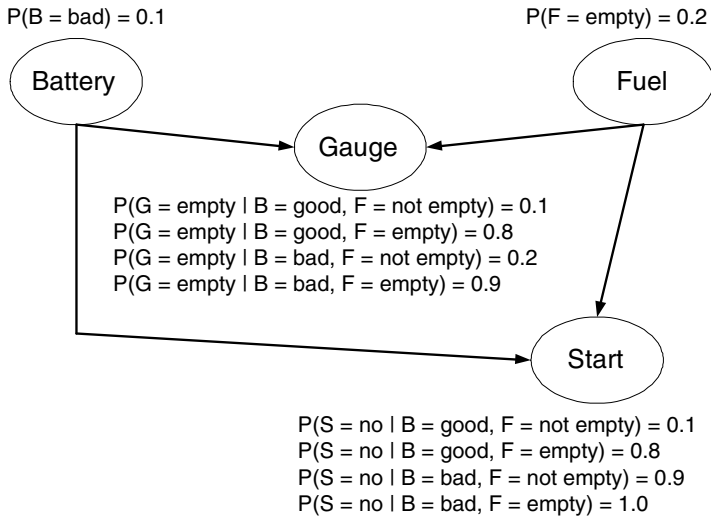 P(B = bad) = 0.1
P(F = empty) = 0.2
Battery
Fuel
Gauge
P(G = empty | B = good, F = not empty) = 0.1
P(G = empty | B = good, F = empty) = 0.8
P(G = empty | B = bad, F = not empty) = 0.2
P(G = empty | B = bad, F = empty) = 0.9
Start
P(S = no | B = good, F = not empty) = 0.1
P(S = no | B = good, F = empty) = 0.8
P(S = no | B = bad, F = not empty) = 0.9
P(S = no | B = bad, F = empty) = 1.0